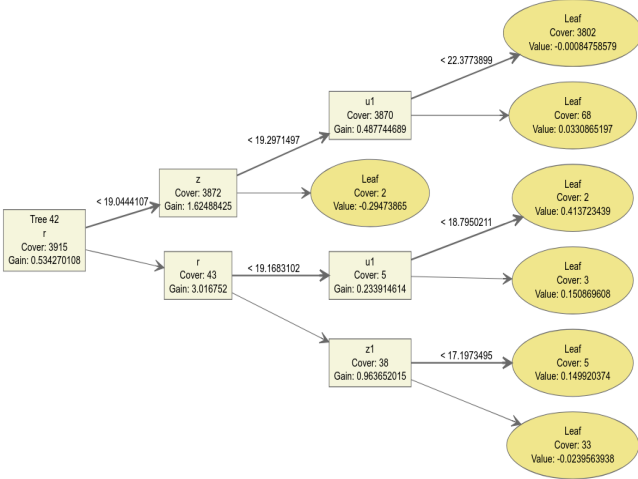 Leaf
Cover: 3802
Value: -0.00084758579
< 22.3773899
u1
Cover: 3870
Gain: 0.487744689
Leaf
Cover: 68
Value: 0.0330865197
< 19.2971497
z
Cover: 3872
Gain: 1.62488425
Leaf
Cover: 2
Value: -0.29473865
< 19.0444107
Tree 42
r
Cover: 3915
Gain: 0.534270108
Leaf
Cover: 2
Value: 0.413723439
< 18.7950211
r
Cover: 43
Gain: 3.016752
< 19.1683102
u1
Cover: 5
Gain: 0.233914614
Leaf
Cover: 3
Value: 0.150869608
z1
Cover: 38
Gain: 0.963652015
< 17.1973495
Leaf
Cover: 5
Value: 0.149920374
Leaf
Cover: 33
Value: -0.0239563938